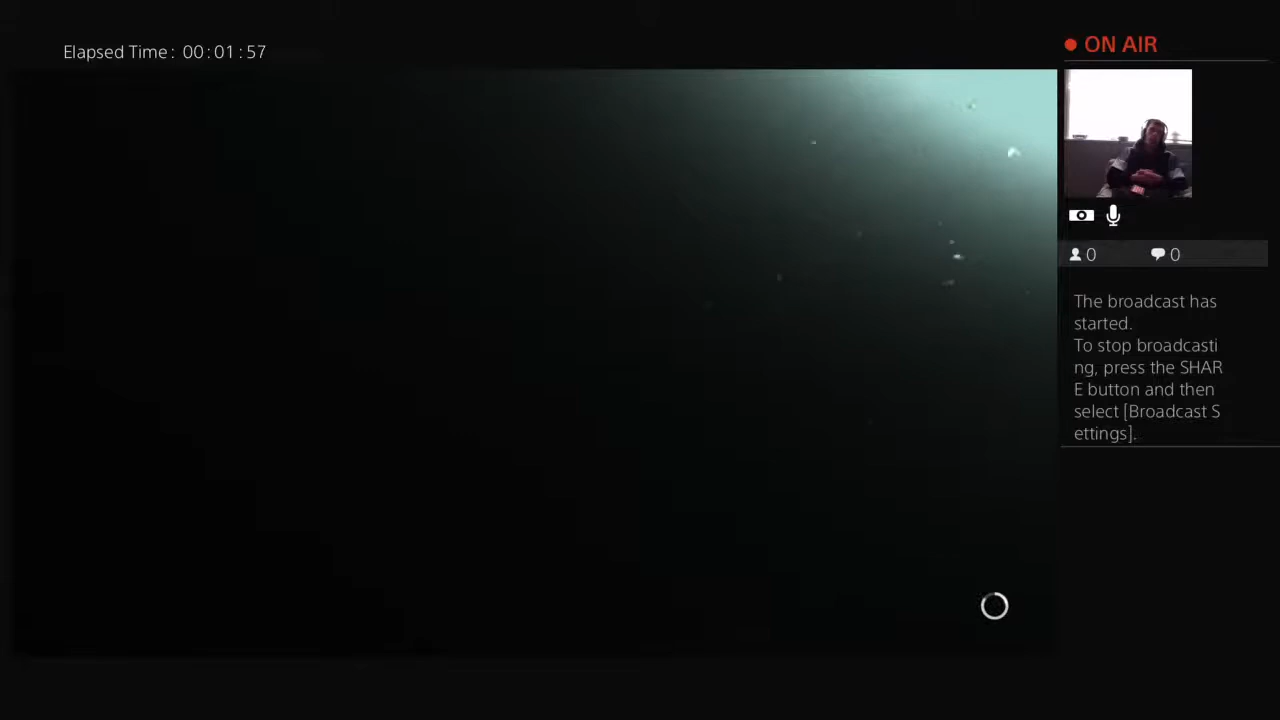 Elapsed Time: 00:01:57
ON AIR
0 0
The broadcast has
started.
To stop broadcasti
ng, press the SHAR
E button and then
select [Broadcast S
ettings].